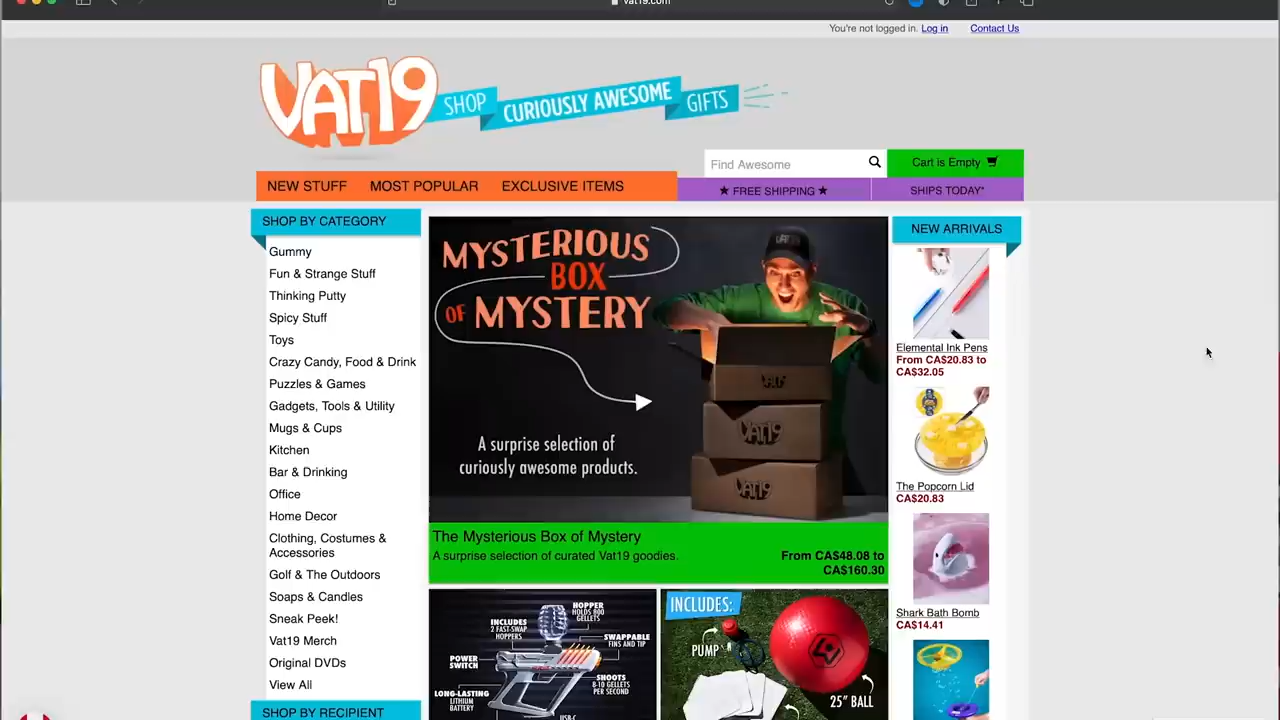 vat19.com
You're not logged in. Log in Contact Us
VAT19 SHOP CURIOUSLY AWESOME GIFTS
Find Awesome
Cart is Empty
NEW STUFF MOST POPULAR EXCLUSIVE ITEMS
★ FREE SHIPPING ★ SHIPS TODAY*
SHOP BY CATEGORY
Gummy
Fun & Strange Stuff
Thinking Putty
Spicy Stuff
Toys
Crazy Candy, Food & Drink
Puzzles & Games
Gadgets, Tools & Utility
Mugs & Cups
Kitchen
Bar & Drinking
Office
Home Decor
Clothing, Costumes &
Accessories
Golf & The Outdoors
Soaps & Candles
Sneak Peek!
Vat19 Merch
Original DVDs
View All
SHOP BY RECIPIENT
MYSTERIOUS
BOX
OF MYSTERY
A surprise selection of
curiously awesome products.
VAT19
VAT19
VAT19
VAT19
The Mysterious Box of Mystery
A surprise selection of curated Vat19 goodies.
From CA$48.08 to
CA$160.30
INCLUDES
2 FAST-SWAP
HOPPERS
HOPPER
HOLDS 800
GELLETS
SWAPPABLE
FINS AND TIP
POWER
SWITCH
SHOOTS
8-10 GELLETS
PER SECOND
LONG-LASTING
LITHIUM
BATTERY
USB-C
INCLUDES:
PUMP
25" BALL
NEW ARRIVALS
Elemental Ink Pens
From CA$20.83 to
CA$32.05
The Popcorn Lid
CA$20.83
Shark Bath Bomb
CA$14.41